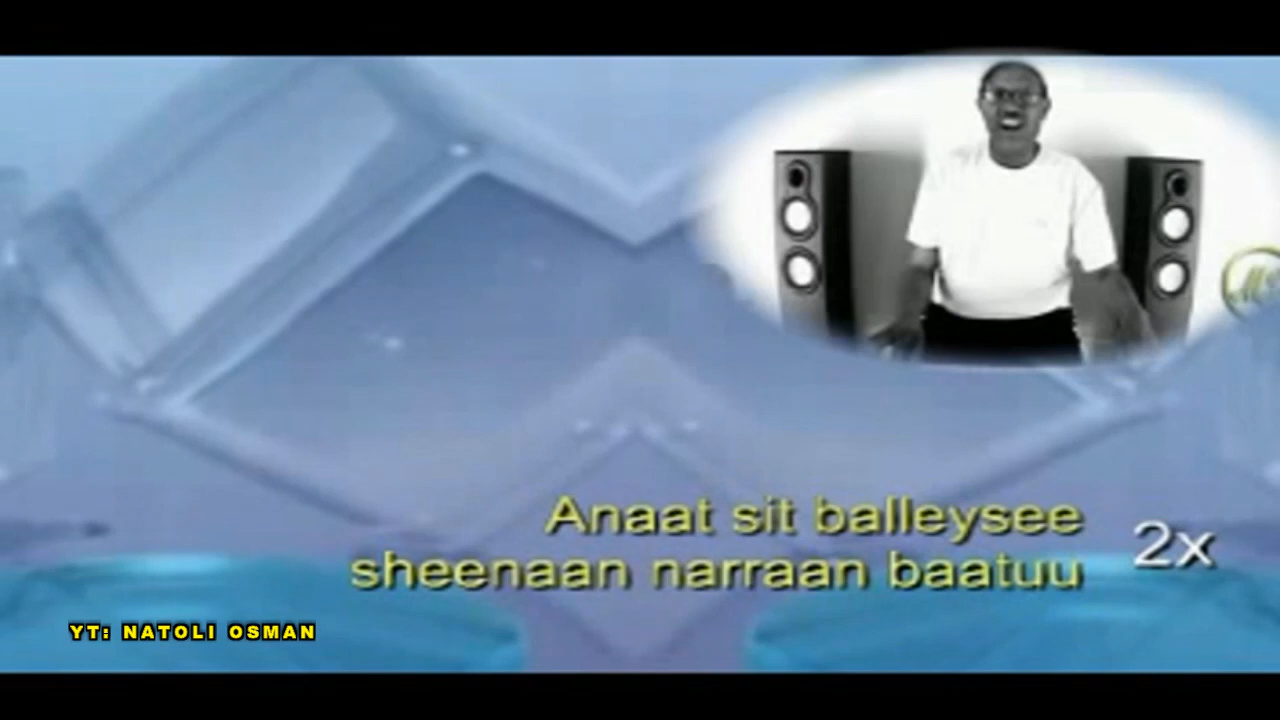 Anaat sit balleysee
sheenaan narraan baatuu
2x
YT: NATOLI OSMAN